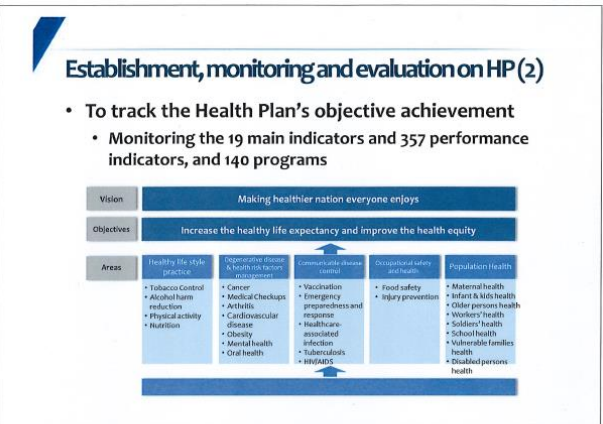 Establishment, monitoring and evaluation on HP (2)
• To track the Health Plan's objective achievement
• Monitoring the 19 main indicators and 357 performance
indicators, and 140 programs
Vision
Making healthier nation everyone enjoys
Objectives
Increase the healthy life expectancy and improve the health equity
Areas
Healthy life style
practice
• Tobacco Control
• Alcohol harm
reduction
• Physical activity
• Nutrition
Degenerative disease
& health risk factors
management
• Cancer
• Medical Checkups
• Arthritis
• Cardiovascular
disease
• Obesity
• Mental health
• Oral health
Communicable disease
control
• Vaccination
• Emergency
preparedness and
response
• Healthcare-
associated
infection
• Tuberculosis
• HIV/AIDS
Occupational safety
and health
• Food safety
• Injury prevention
Population Health
• Maternal health
• Infant & kids health
• Older persons health
• Workers' health
• Soldiers' health
• School health
• Vulnerable families
health
• Disabled persons
health